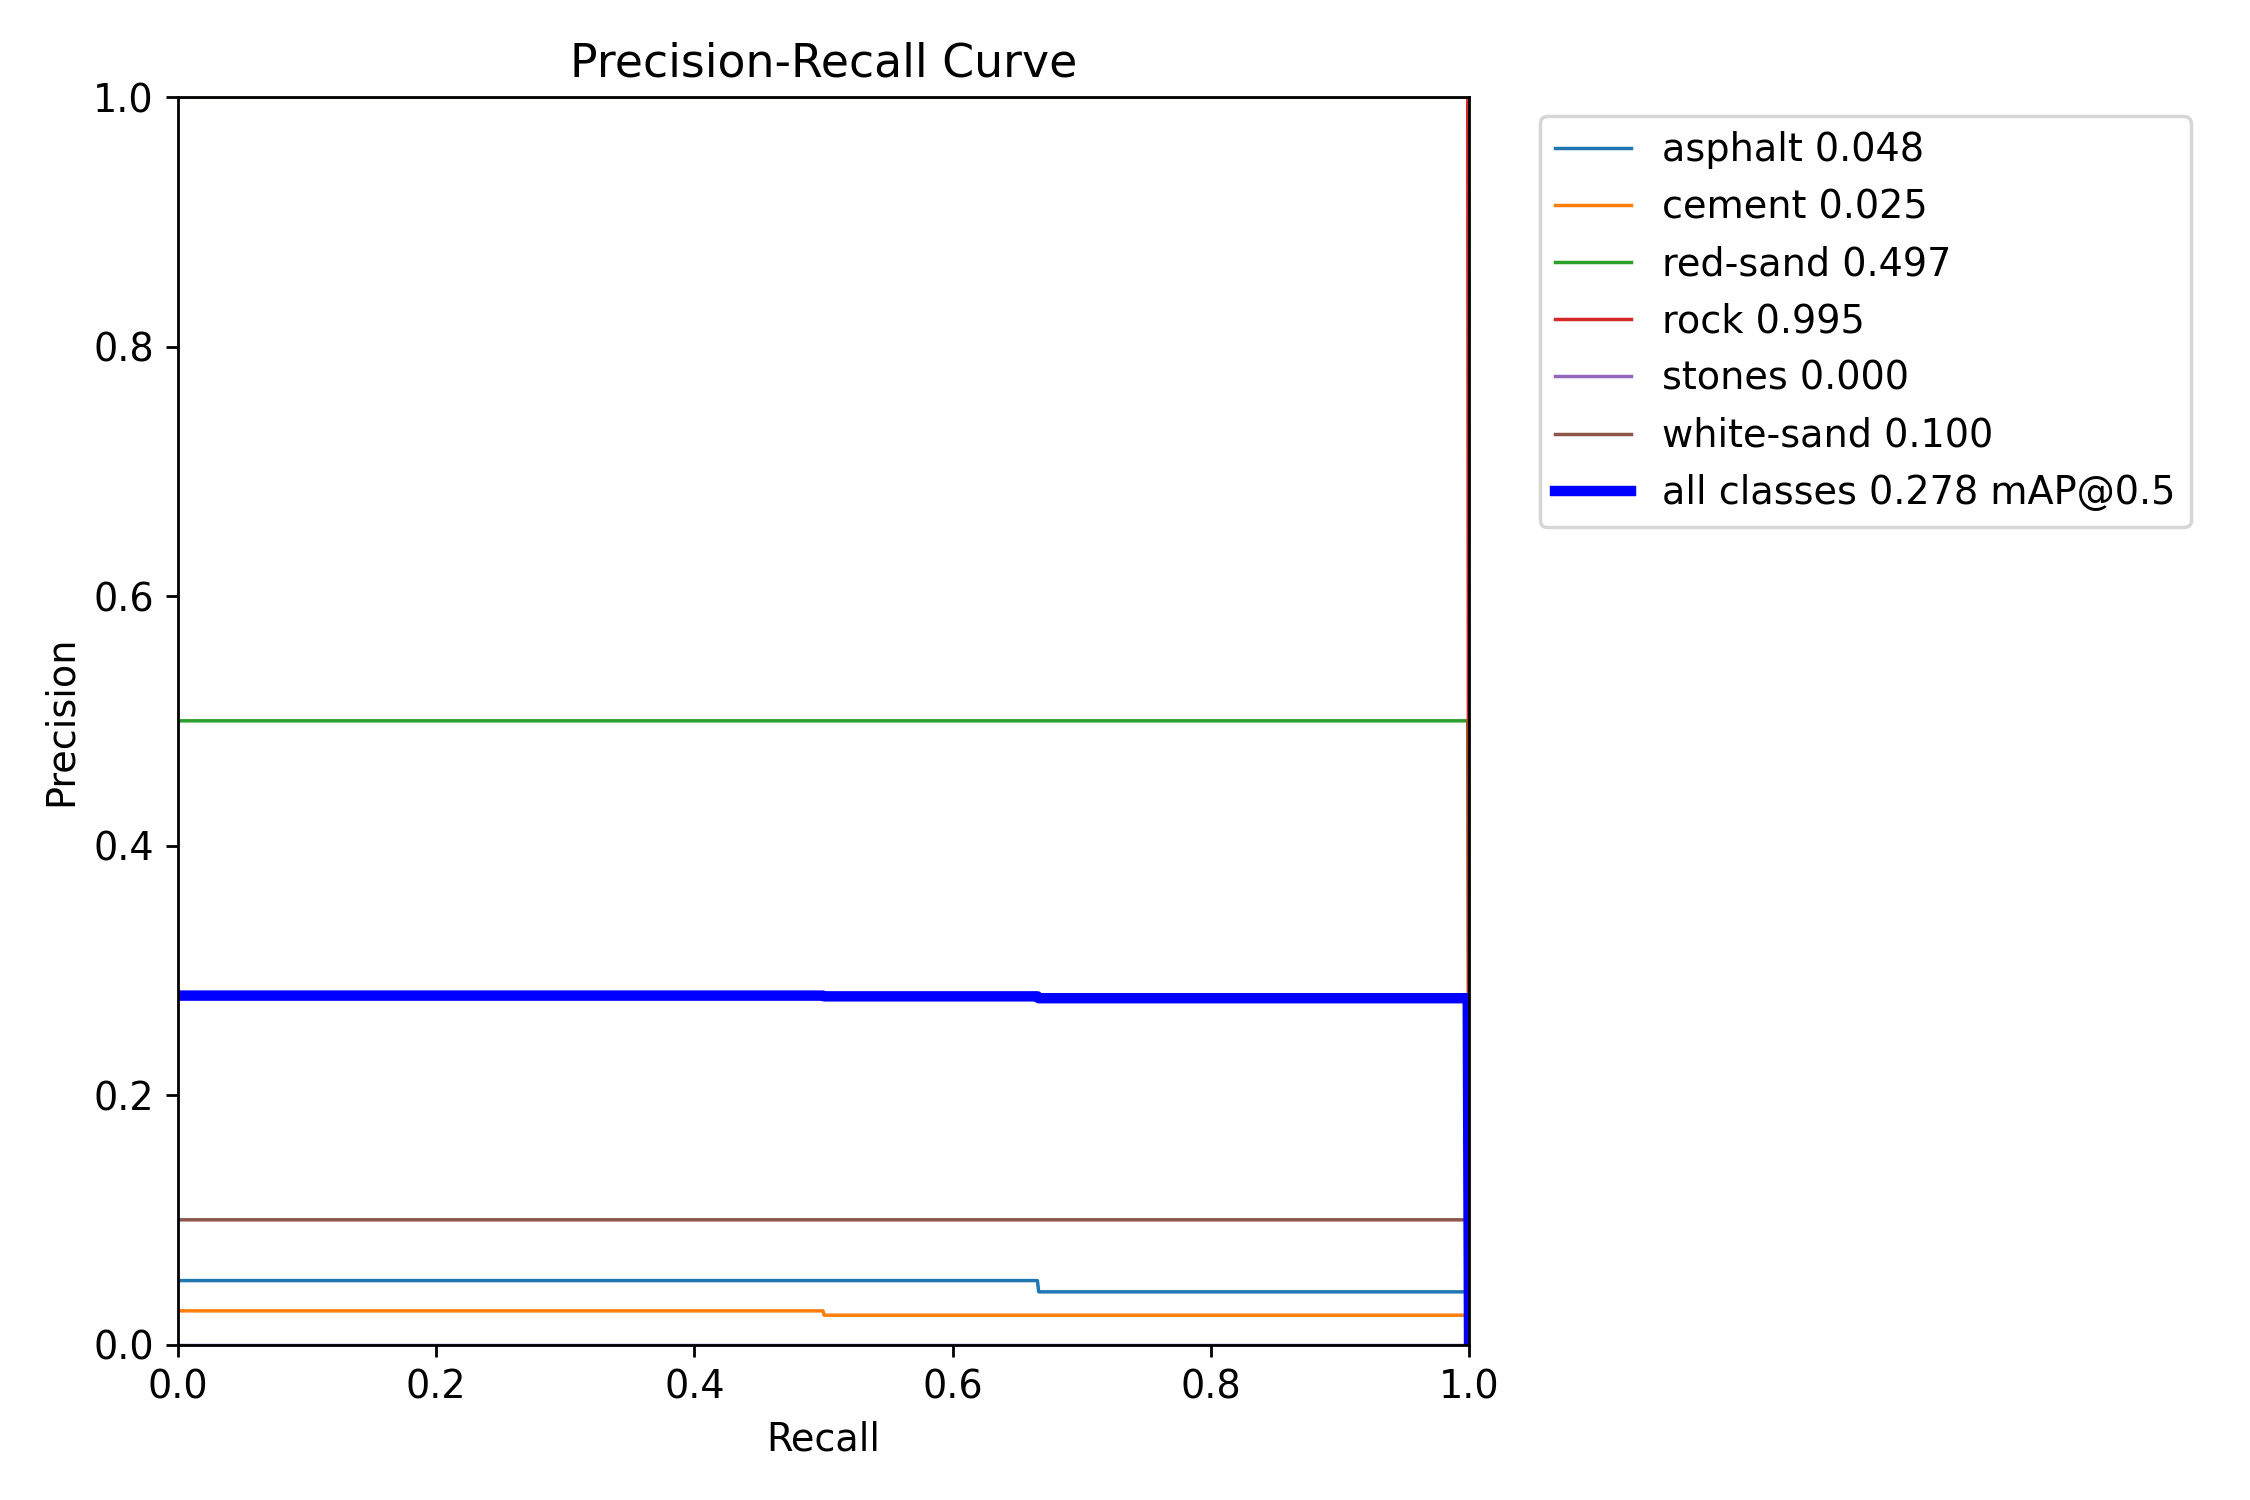 Precision-Recall Curve
1.0
0.8
0.6
0.4
0.2
0.0
Precision
0.0 0.2 0.4 0.6 0.8 1.0
Recall
asphalt 0.048
cement 0.025
red-sand 0.497
rock 0.995
stones 0.000
white-sand 0.100
all classes 0.278 mAP@0.5